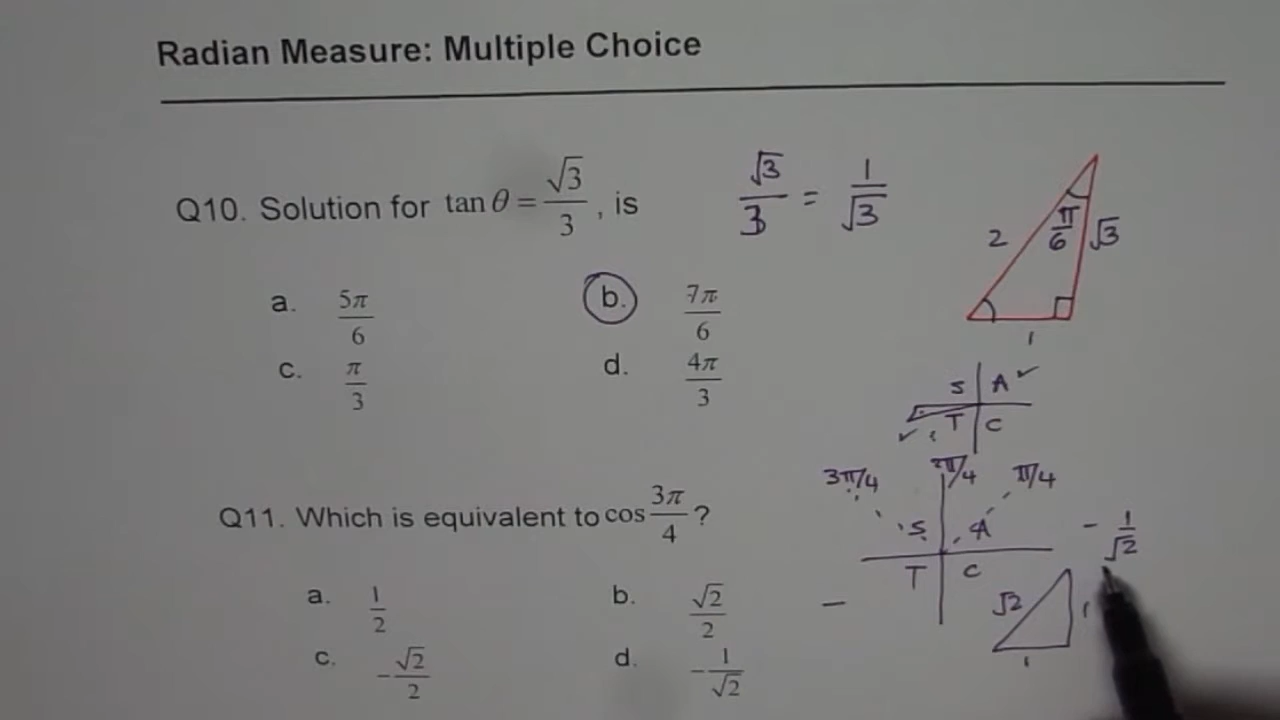 Radian Measure: Multiple Choice
Q10. Solution for tan θ = √3/3, is
√3/3 = 1/√3
a. 5π/6
b. 7π/6
c. π/3
d. 4π/3
2 π/6 √3
1
S A ✓
✓ T C
3π/4 2π/4 π/4
Q11. Which is equivalent to cos 3π/4 ?
S A
T C
- 1/√2
a. 1/2
b. √2/2
c. -√2/2
d. -1/√2
—
√2 1
1